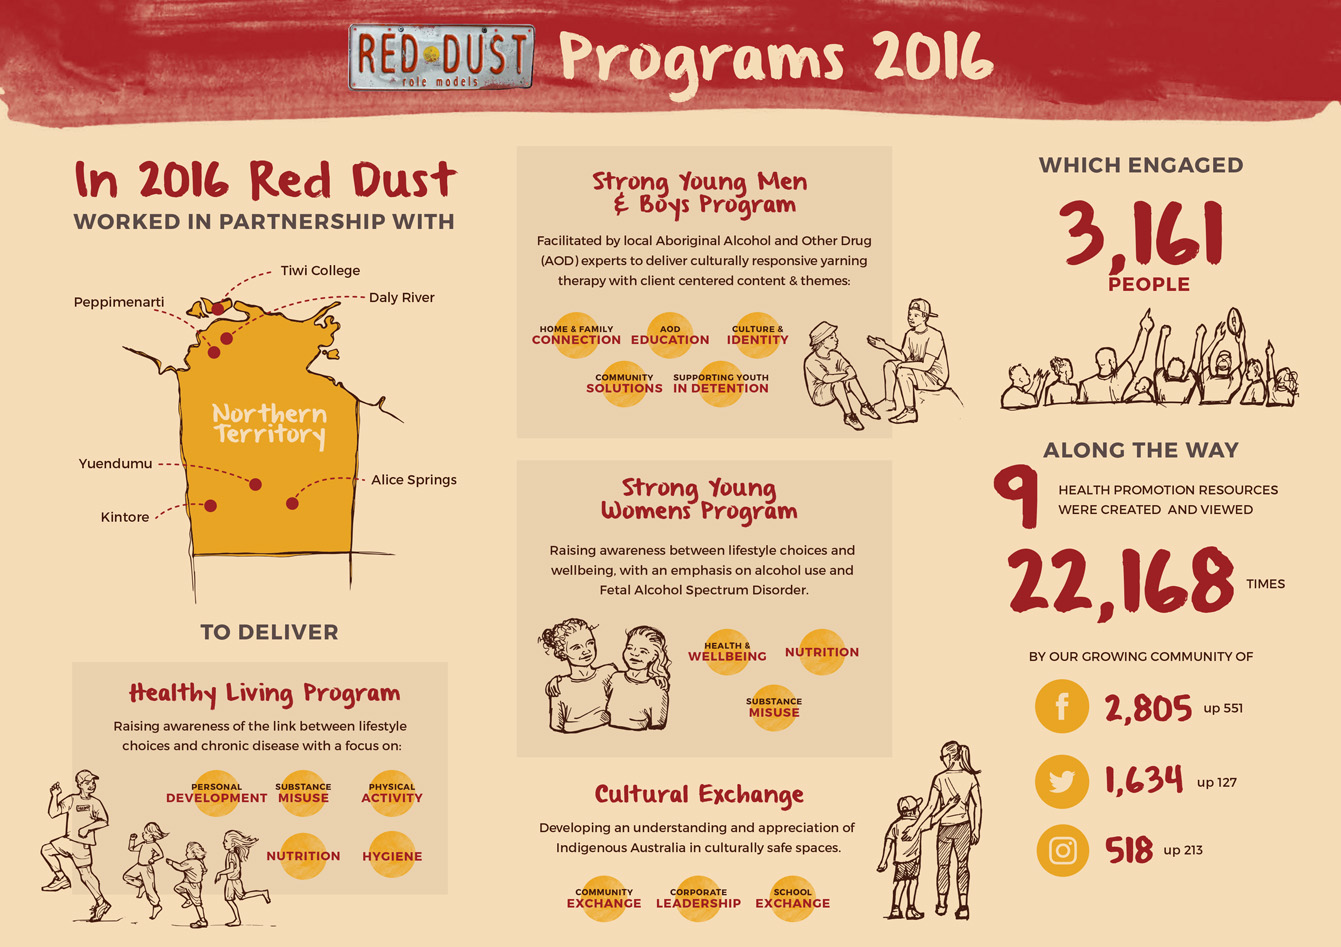 RED DUST
role models
Programs 2016
In 2016 Red Dust
WORKED IN PARTNERSHIP WITH
Tiwi College
Peppimenarti
Daly River
Northern
Territory
Yuendumu
Alice Springs
Kintore
TO DELIVER
Healthy Living Program
Raising awareness of the link between lifestyle
choices and chronic disease with a focus on:
PERSONAL
DEVELOPMENT
SUBSTANCE
MISUSE
PHYSICAL
ACTIVITY
NUTRITION
HYGIENE
Strong Young Men
& Boys Program
Facilitated by local Aboriginal Alcohol and Other Drug
(AOD) experts to deliver culturally responsive yarning
therapy with client centered content & themes:
HOME & FAMILY
CONNECTION
AOD
EDUCATION
CULTURE &
IDENTITY
COMMUNITY
SOLUTIONS
SUPPORTING YOUTH
IN DETENTION
Strong Young
Womens Program
Raising awareness between lifestyle choices and
wellbeing, with an emphasis on alcohol use and
Fetal Alcohol Spectrum Disorder.
HEALTH &
WELLBEING
NUTRITION
SUBSTANCE
MISUSE
Cultural Exchange
Developing an understanding and appreciation of
Indigenous Australia in culturally safe spaces.
COMMUNITY
EXCHANGE
CORPORATE
LEADERSHIP
SCHOOL
EXCHANGE
WHICH ENGAGED
3,161
PEOPLE
ALONG THE WAY
9
HEALTH PROMOTION RESOURCES
WERE CREATED AND VIEWED
22,168
TIMES
BY OUR GROWING COMMUNITY OF
2,805 up 551
1,634 up 127
518 up 213